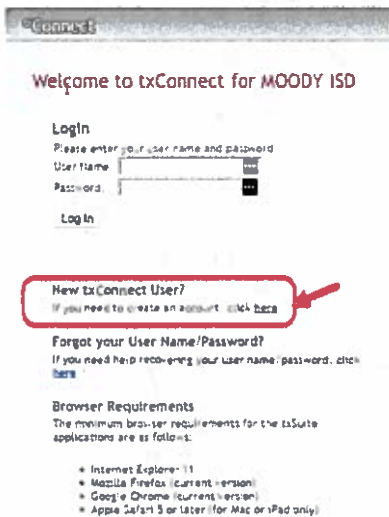 Connect
Welcome to txConnect for MOODY ISD
Login
Please enter your user name and password
User Name
Password:
Log In
New txConnect User?
If you need to create an account, click here
Forgot your User Name/Password?
If you need help recovering your user name/password, click
here
Browser Requirements
The minimum browser requirements for the txSuite
applications are as follows:
Internet Explorer 11
Mozilla Firefox (current version)
Google Chrome (current version)
Apple Safari 5 or later (for Mac or iPad only)